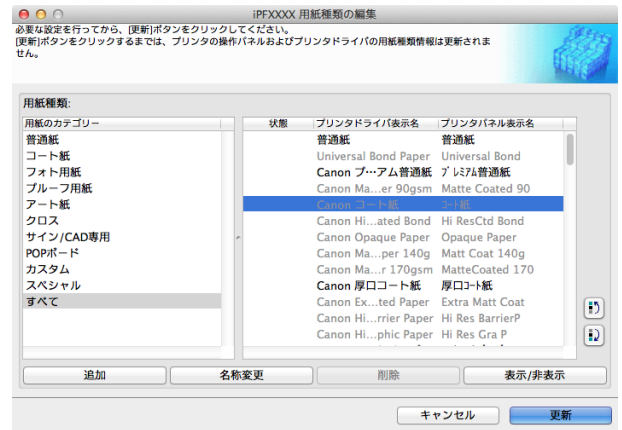 iPFXXXX 用紙種類の編集
必要な設定を行ってから、[更新]ボタンをクリックしてください。
[更新]ボタンをクリックするまでは、プリンタの操作パネルおよびプリンタドライバの用紙種類情報は更新されま
せん。
用紙種類:
用紙のカテゴリー 状態 プリンタドライバ表示名 プリンタパネル表示名
普通紙 普通紙 普通紙
コート紙 Universal Bond Paper Universal Bond
フォト用紙 Canon プ…アム普通紙 プレミアム普通紙
プルーフ用紙 Canon Ma...er 90gsm Matte Coated 90
アート紙 Canon コート紙 コート紙
クロス Canon Hi...ated Bond Hi ResCtd Bond
サイン/CAD専用 Canon Opaque Paper Opaque Paper
POPボード Canon Ma...per 140g Matt Coat 140g
カスタム Canon Ma...r 170gsm MatteCoated 170
スペシャル Canon 厚口コート紙 厚口コート紙
すべて Canon Ex...ted Paper Extra Matt Coat
Canon Hi...rrier Paper Hi Res BarrierP
Canon Hi...phic Paper Hi Res Gra P
追加 名称変更 削除 表示/非表示
キャンセル 更新